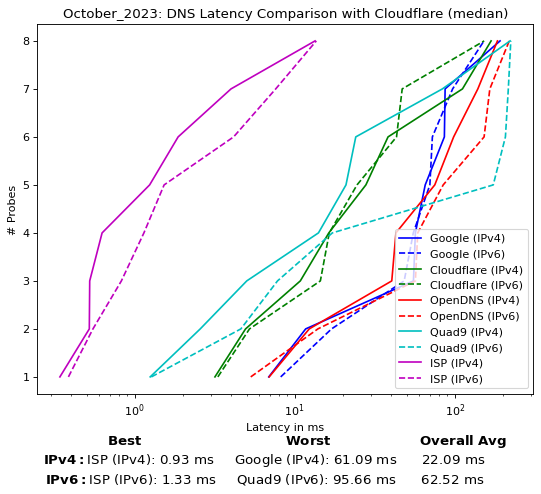 October_2023: DNS Latency Comparison with Cloudflare (median)
8
7
6
5
4
3
2
1
# Probes
Google (IPv4)
Google (IPv6)
Cloudflare (IPv4)
Cloudflare (IPv6)
OpenDNS (IPv4)
OpenDNS (IPv6)
Quad9 (IPv4)
Quad9 (IPv6)
ISP (IPv4)
ISP (IPv6)
10⁰ 10¹ 10²
Latency in ms
Best Worst Overall Avg
IPv4: ISP (IPv4): 0.93 ms Google (IPv4): 61.09 ms 22.09 ms
IPv6: ISP (IPv6): 1.33 ms Quad9 (IPv6): 95.66 ms 62.52 ms